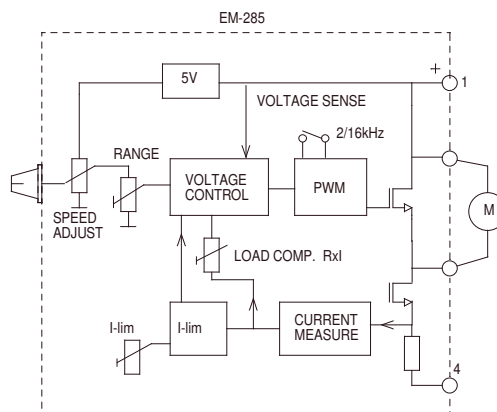 EM-285
5V
+
1
VOLTAGE SENSE
2/16kHz
RANGE
VOLTAGE
CONTROL
PWM
M
SPEED
ADJUST
LOAD COMP. RxI
I-lim
I-lim
CURRENT
MEASURE
4